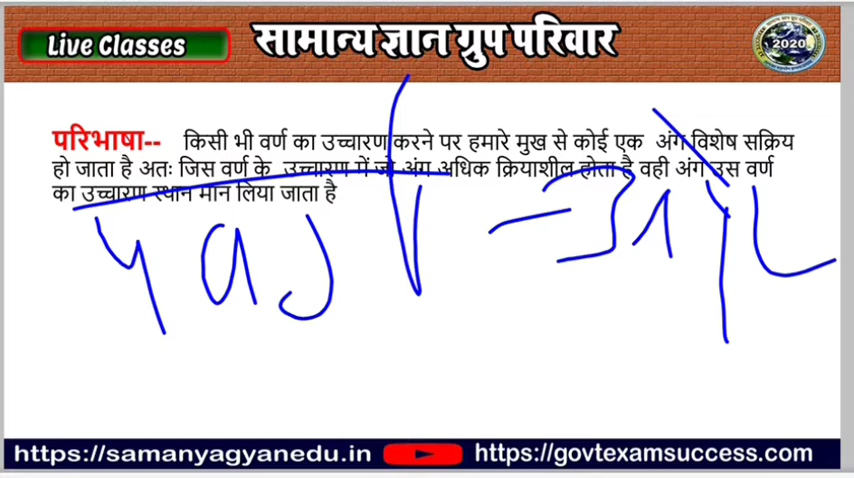 Live Classes
सामान्य ज्ञान ग्रुप परिवार
2020
परिभाषा-- किसी भी वर्ण का उच्चारण करने पर हमारे मुख से कोई एक अंग विशेष सक्रिय
हो जाता है अतः जिस वर्ण के उच्चारण में जो अंग अधिक क्रियाशील होता है वही अंग उस वर्ण
का उच्चारण स्थान मान लिया जाता है
https://samanyagyanedu.in
https://govtexamsuccess.com